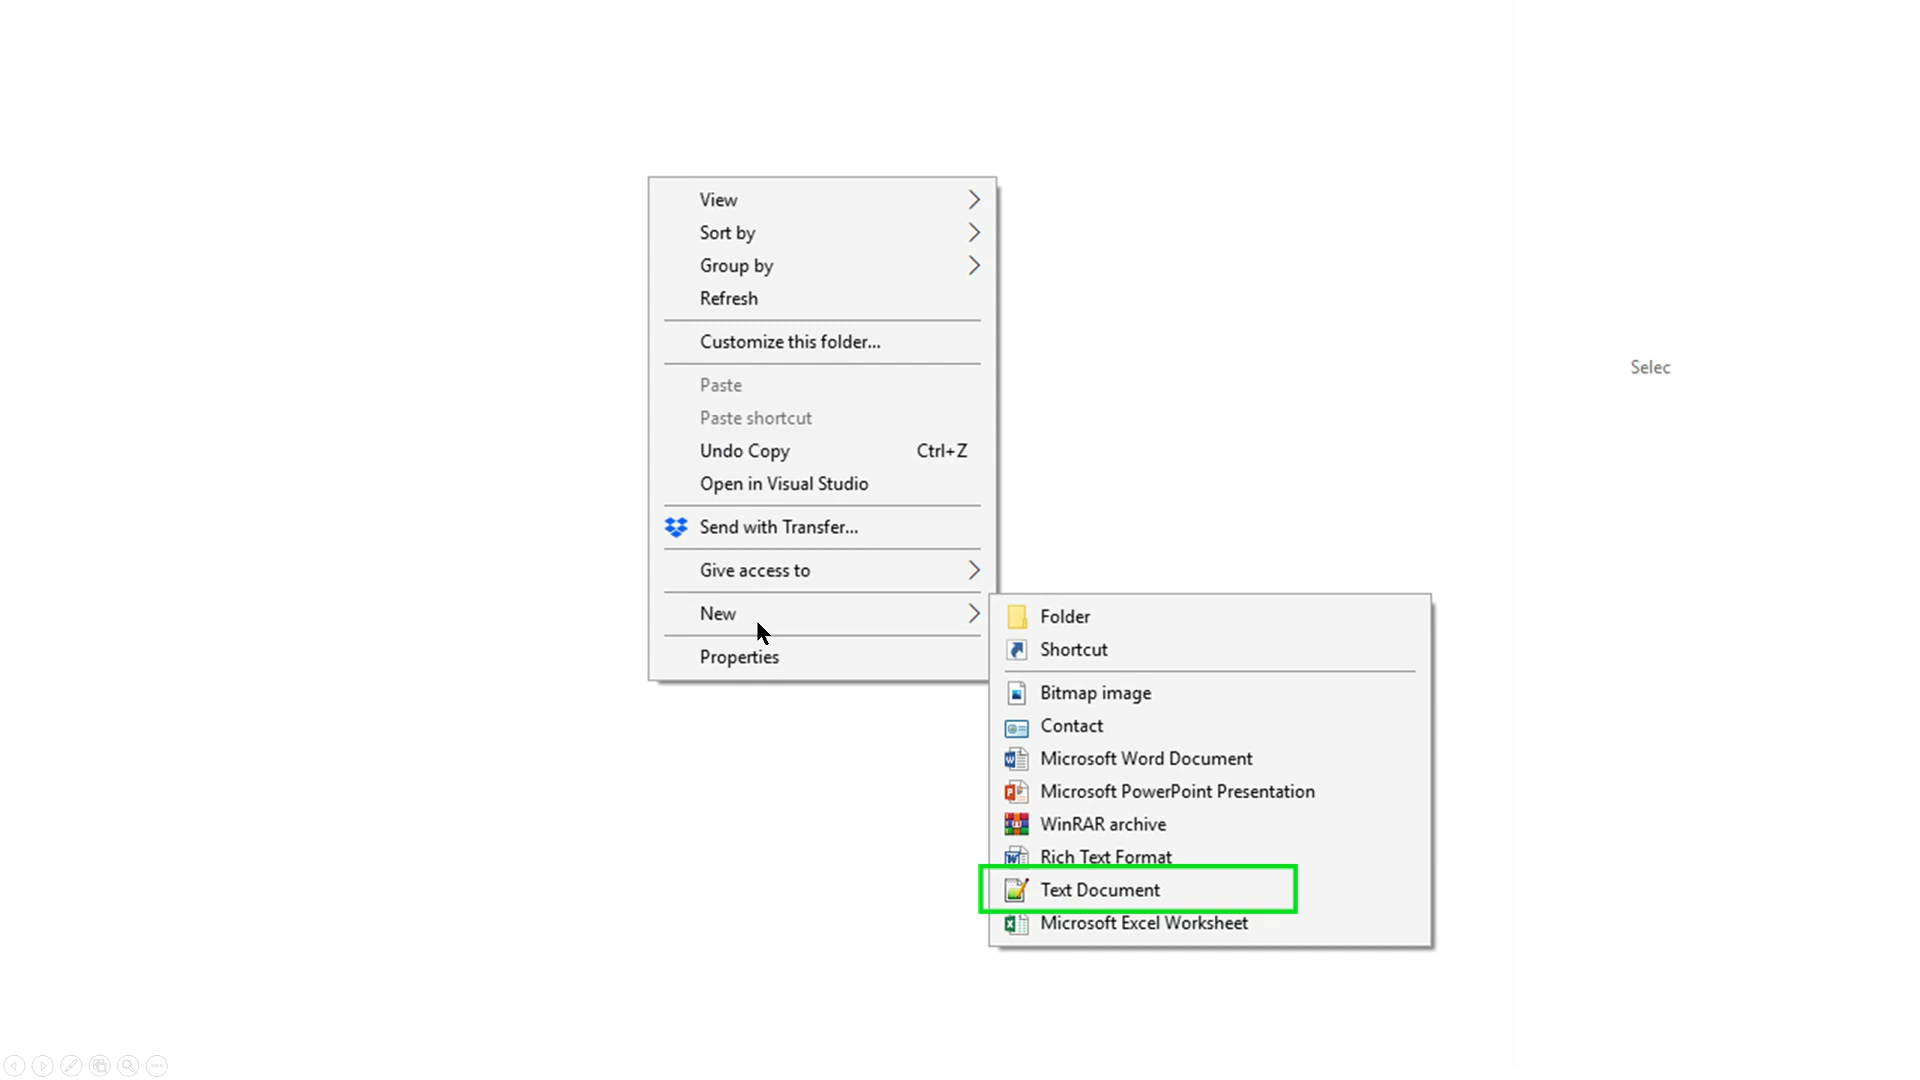 View
Sort by
Group by
Refresh
Customize this folder...
Paste
Paste shortcut
Undo Copy Ctrl+Z
Open in Visual Studio
Send with Transfer...
Give access to
New
Properties
Folder
Shortcut
Bitmap image
Contact
Microsoft Word Document
Microsoft PowerPoint Presentation
WinRAR archive
Rich Text Format
Text Document
Microsoft Excel Worksheet
Selec